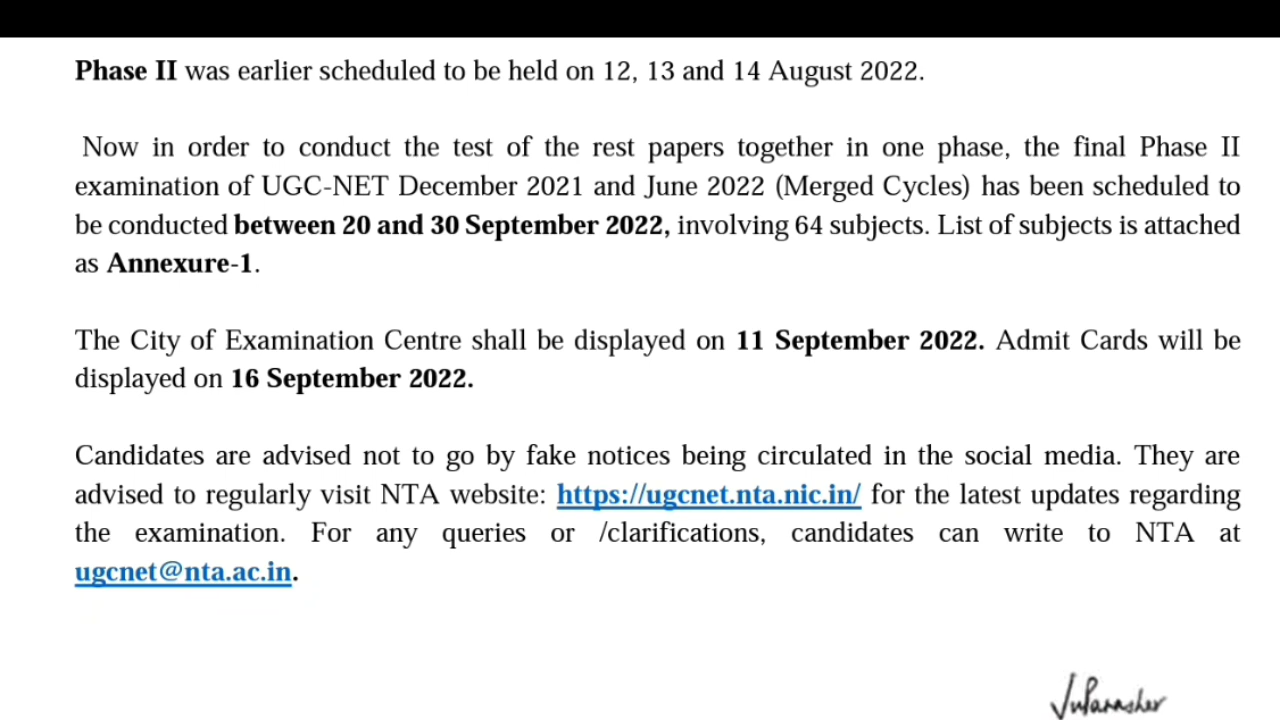 Phase II was earlier scheduled to be held on 12, 13 and 14 August 2022.
Now in order to conduct the test of the rest papers together in one phase, the final Phase II
examination of UGC-NET December 2021 and June 2022 (Merged Cycles) has been scheduled to
be conducted between 20 and 30 September 2022, involving 64 subjects. List of subjects is attached
as Annexure-1.
The City of Examination Centre shall be displayed on 11 September 2022. Admit Cards will be
displayed on 16 September 2022.
Candidates are advised not to go by fake notices being circulated in the social media. They are
advised to regularly visit NTA website: https://ugcnet.nta.nic.in/ for the latest updates regarding
the examination. For any queries or /clarifications, candidates can write to NTA at
ugcnet@nta.ac.in.